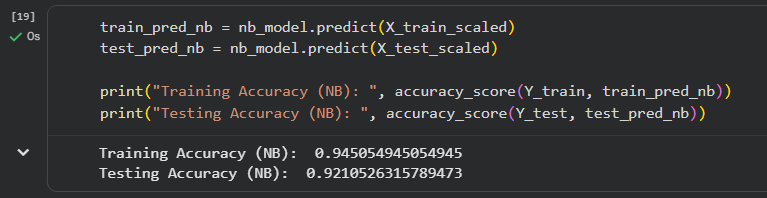 [19]
0s
train_pred_nb = nb_model.predict(X_train_scaled)
test_pred_nb = nb_model.predict(X_test_scaled)
print("Training Accuracy (NB): ", accuracy_score(Y_train, train_pred_nb))
print("Testing Accuracy (NB): ", accuracy_score(Y_test, test_pred_nb))
Training Accuracy (NB):  0.945054945054945
Testing Accuracy (NB):  0.9210526315789473